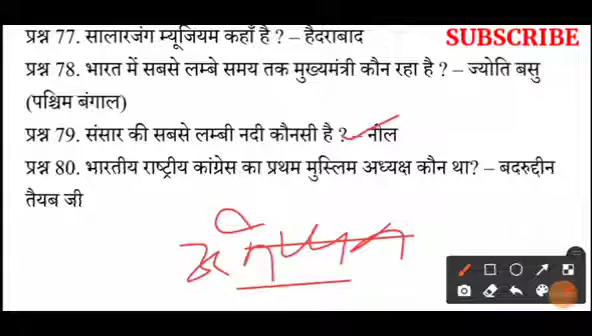 प्रश्न 77. सालारजंग म्यूजियम कहाँ है ? – हैदराबाद
SUBSCRIBE
प्रश्न 78. भारत में सबसे लम्बे समय तक मुख्यमंत्री कौन रहा है ? – ज्योति बसु
(पश्चिम बंगाल)
प्रश्न 79. संसार की सबसे लम्बी नदी कौनसी है ? – नील
प्रश्न 80. भारतीय राष्ट्रीय कांग्रेस का प्रथम मुस्लिम अध्यक्ष कौन था? – बदरुद्दीन
तैयब जी